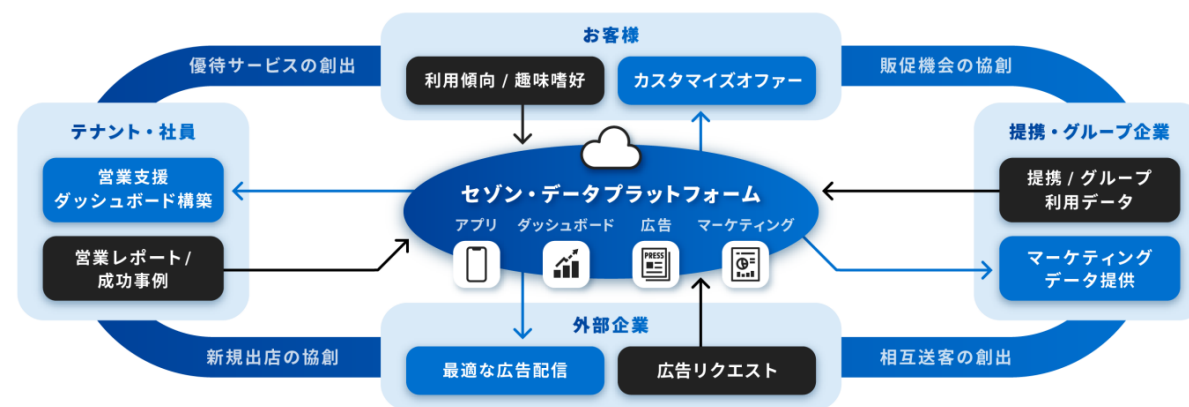 お客様
優待サービスの創出
利用傾向 / 趣味嗜好
カスタマイズオファー
販促機会の協創
テナント・社員
営業支援
ダッシュボード構築
営業レポート /
成功事例
セゾン・データプラットフォーム
アプリ
ダッシュボード
広告
マーケティング
PRESS
提携・グループ企業
提携 / グループ
利用データ
マーケティング
データ提供
外部企業
新規出店の協創
最適な広告配信
広告リクエスト
相互送客の創出